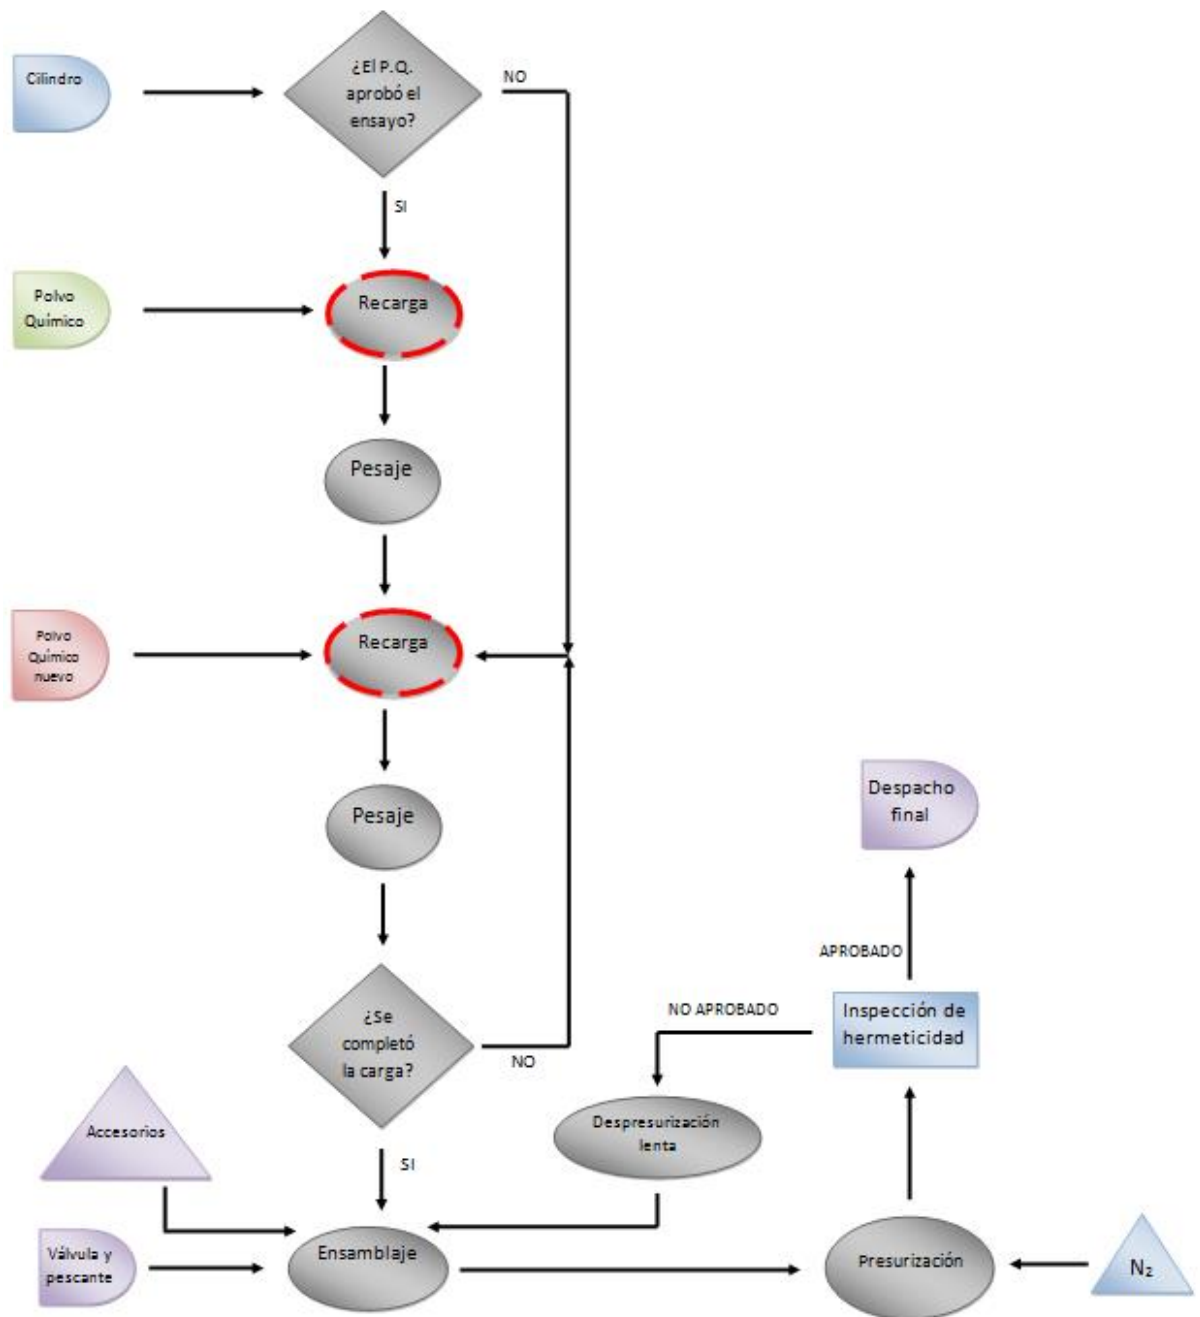 Cilindro
¿El P.Q.
aprobó el
ensayo?
NO
SI
Polvo
Químico
Recarga
Pesaje
Polvo
Químico
nuevo
Recarga
Pesaje
Despacho
final
APROBADO
¿Se
completó
la carga?
NO
NO APROBADO
Inspección de
hermeticidad
Accesorios
Despresurización
lenta
SI
Válvula y
pescante
Ensamblaje
Presurización
N₂